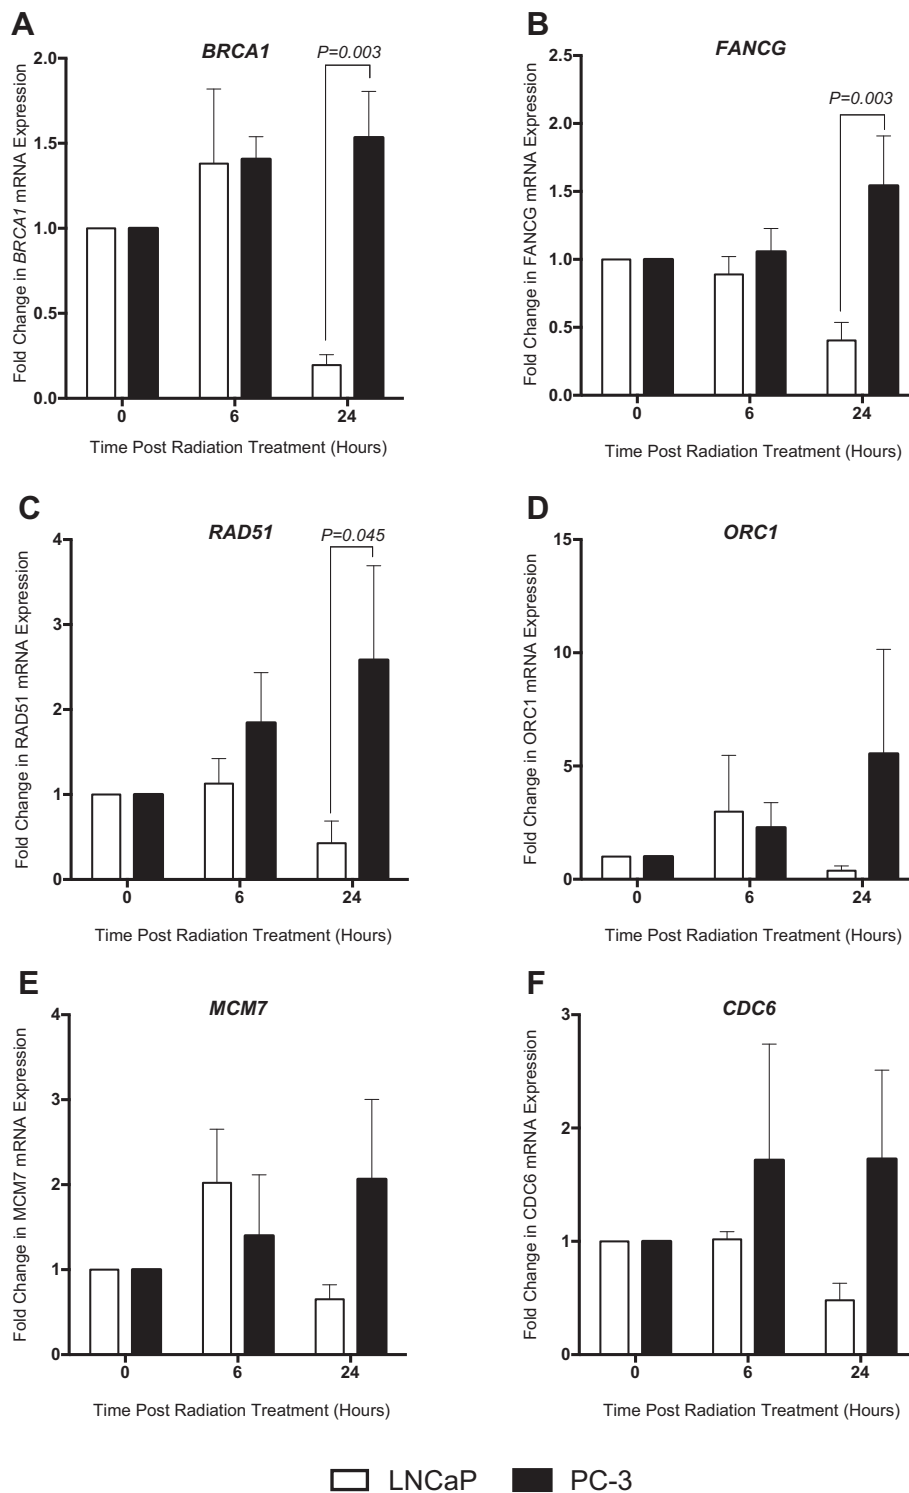 A
BRCA1
P=0.003
Fold Change in BRCA1 mRNA Expression
2.0
1.5
1.0
0.5
0.0
0 6 24
Time Post Radiation Treatment (Hours)
B
FANCG
P=0.003
Fold Change in FANCG mRNA Expression
2.5
2.0
1.5
1.0
0.5
0.0
0 6 24
Time Post Radiation Treatment (Hours)
C
RAD51
P=0.045
Fold Change in RAD51 mRNA Expression
4
3
2
1
0
0 6 24
Time Post Radiation Treatment (Hours)
D
ORC1
Fold Change in ORC1 mRNA Expression
15
10
5
0
0 6 24
Time Post Radiation Treatment (Hours)
E
MCM7
Fold Change in MCM7 mRNA Expression
4
3
2
1
0
0 6 24
Time Post Radiation Treatment (Hours)
F
CDC6
Fold Change in CDC6 mRNA Expression
3
2
1
0
0 6 24
Time Post Radiation Treatment (Hours)
LNCaP PC-3